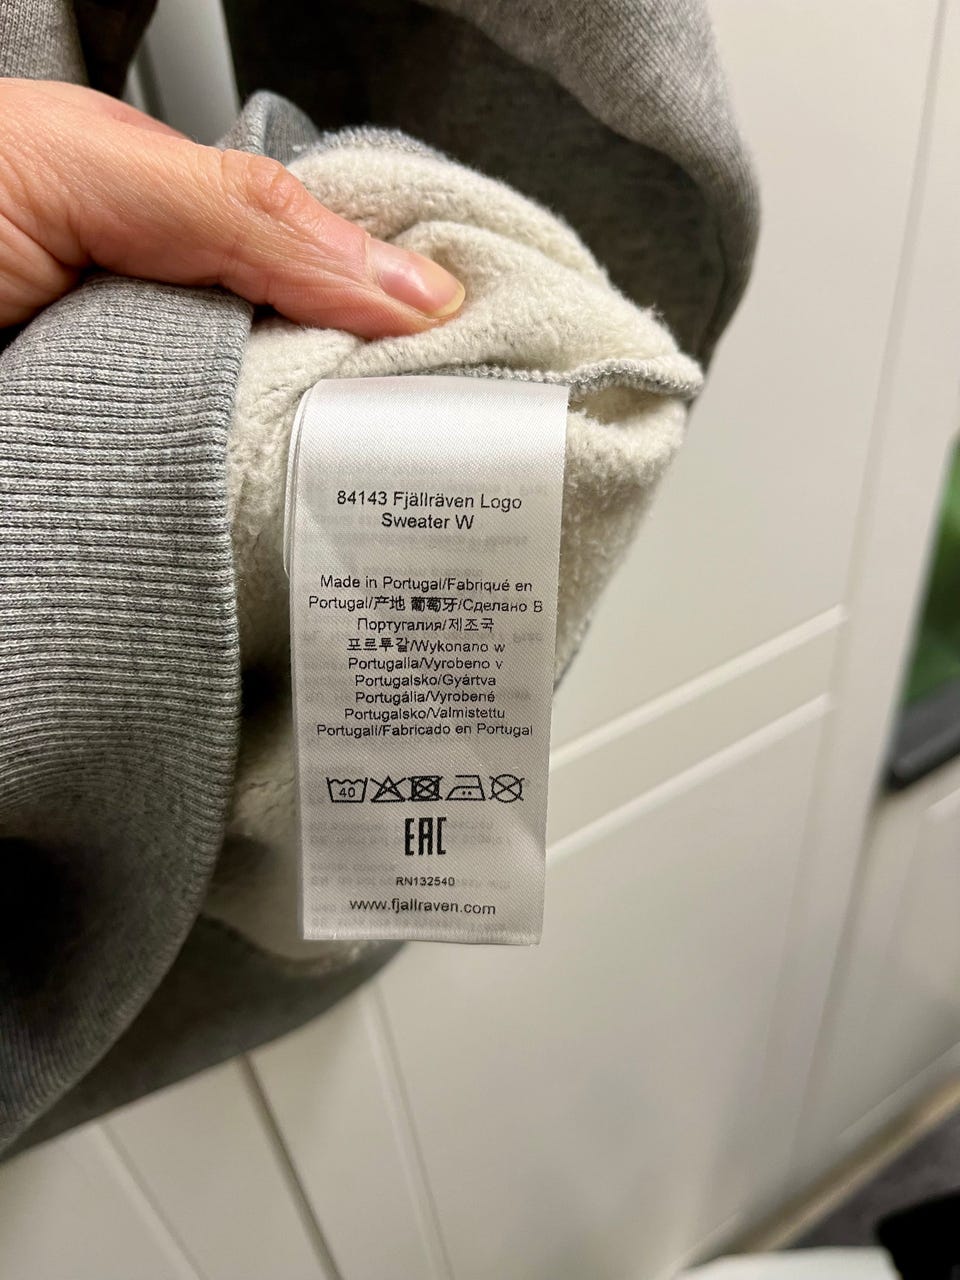 84143 Fjällräven Logo
Sweater W
Made in Portugal/Fabriqué en
Portugal/产地 葡萄牙/Сделано В
Португалия/제조국
포르투갈/Wykonano w
Portugalia/Vyrobeno v
Portugalsko/Gyártva
Portugália/Vyrobené
Portugalsko/Valmistettu
Portugali/Fabricado en Portugal
40
EAC
RN132540
www.fjallraven.com